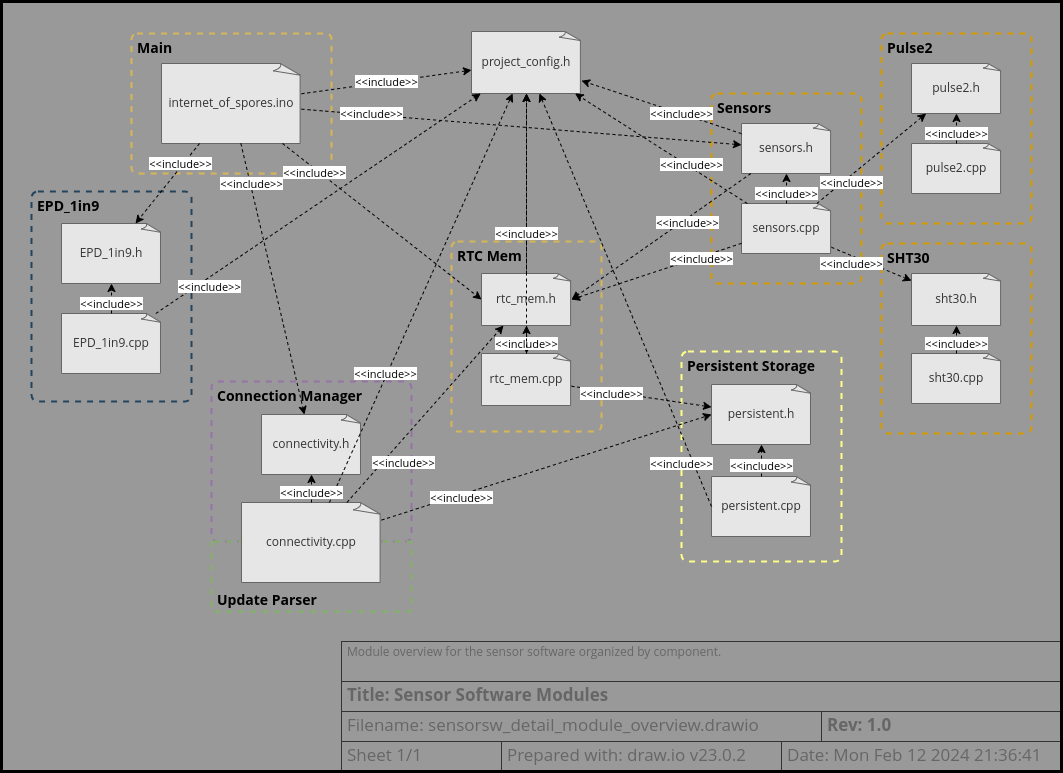 Main
internet_of_spores.ino
project_config.h
Pulse2
pulse2.h
<<include>>
pulse2.cpp
<<include>>
<<include>>
<<include>>
Sensors
sensors.h
<<include>>
sensors.cpp
<<include>>
<<include>>
<<include>>
<<include>>
<<include>>
<<include>>
<<include>>
<<include>>
EPD_1in9
EPD_1in9.h
<<include>>
EPD_1in9.cpp
<<include>>
<<include>>
RTC Mem
rtc_mem.h
<<include>>
rtc_mem.cpp
<<include>>
SHT30
sht30.h
<<include>>
sht30.cpp
Persistent Storage
persistent.h
<<include>>
persistent.cpp
<<include>>
<<include>>
Connection Manager
connectivity.h
<<include>>
connectivity.cpp
<<include>>
<<include>>
Update Parser
Module overview for the sensor software organized by component.
Title: Sensor Software Modules
Filename: sensorsw_detail_module_overview.drawio
Rev: 1.0
Sheet 1/1
Prepared with: draw.io v23.0.2
Date: Mon Feb 12 2024 21:36:41